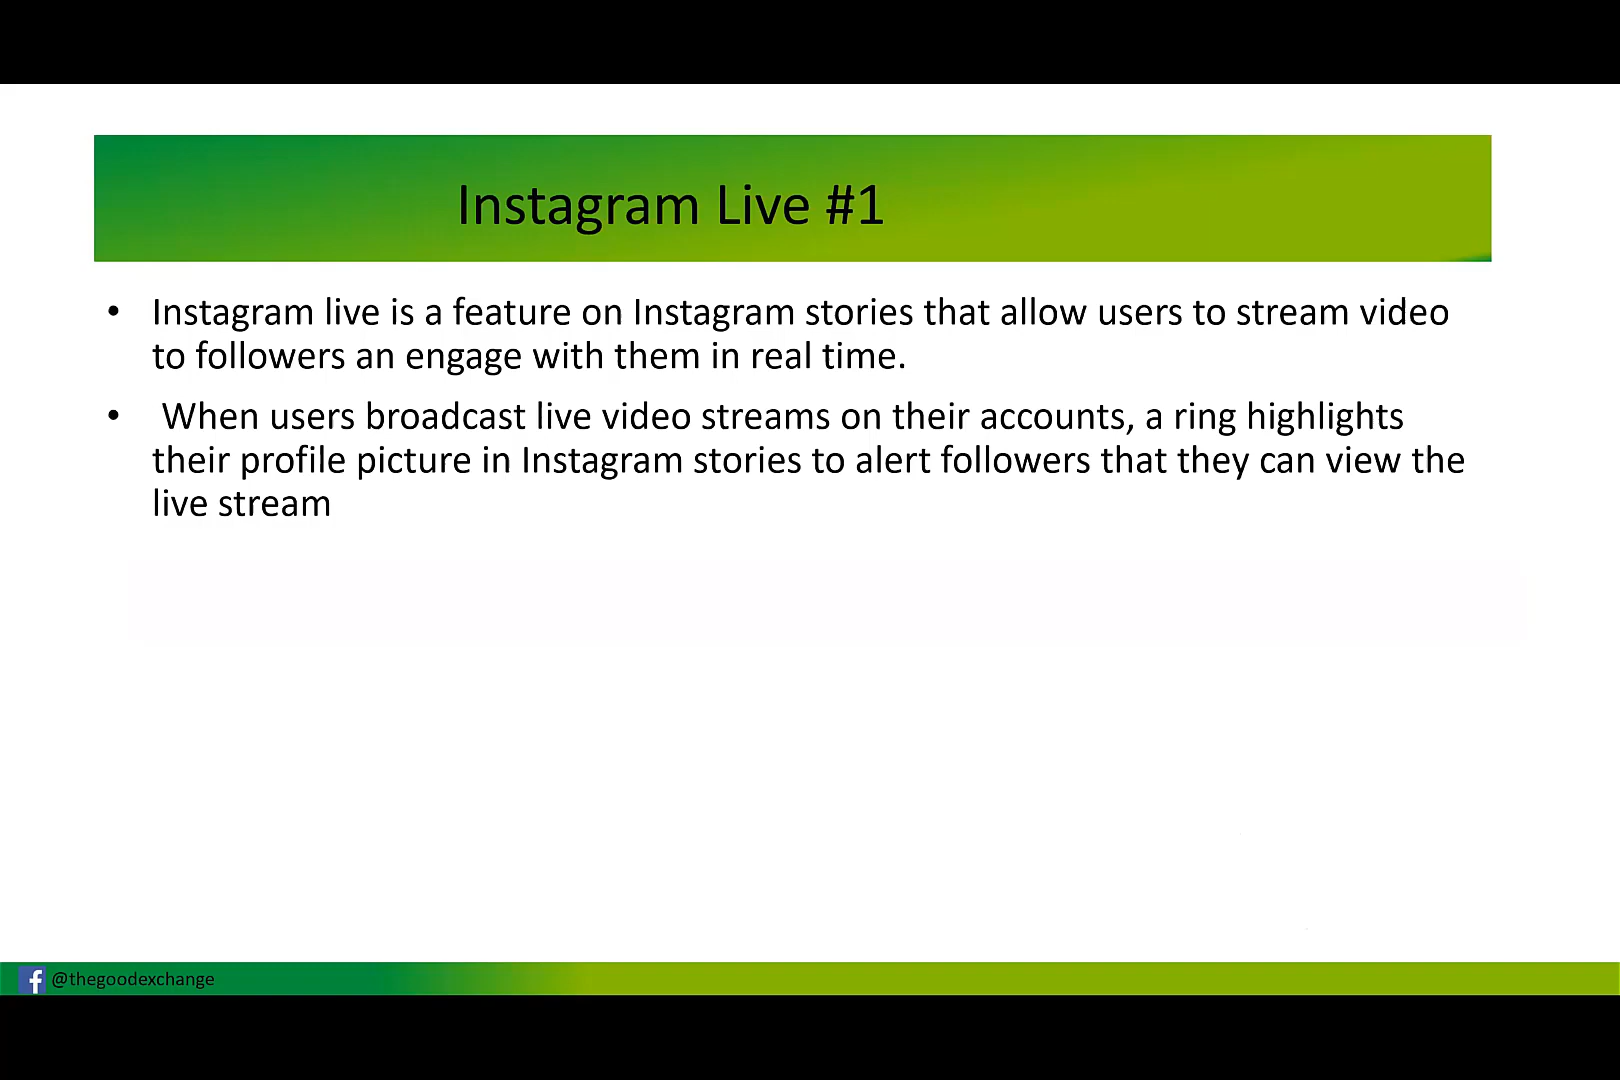 Instagram Live #1
• Instagram live is a feature on Instagram stories that allow users to stream video
to followers an engage with them in real time.
• When users broadcast live video streams on their accounts, a ring highlights
their profile picture in Instagram stories to alert followers that they can view the
live stream
@thegoodexchange